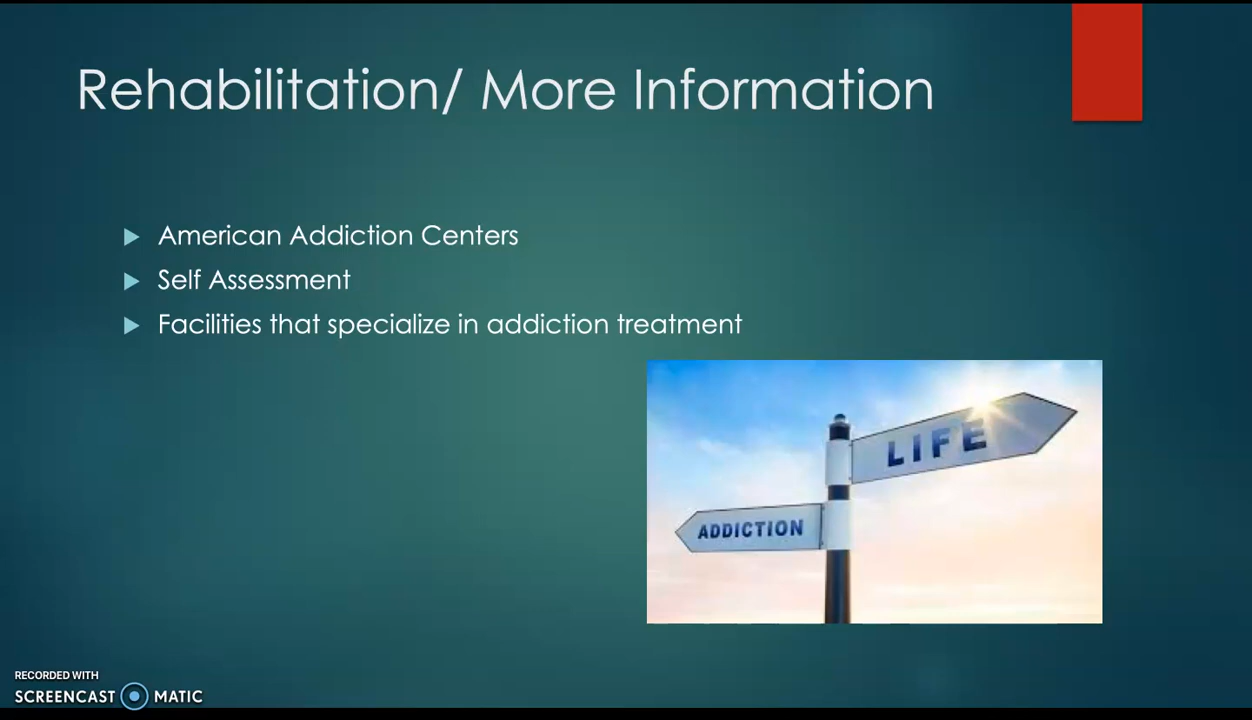 Rehabilitation/ More Information
American Addiction Centers
Self Assessment
Facilities that specialize in addiction treatment
LIFE
ADDICTION
RECORDED WITH
SCREENCAST MATIC